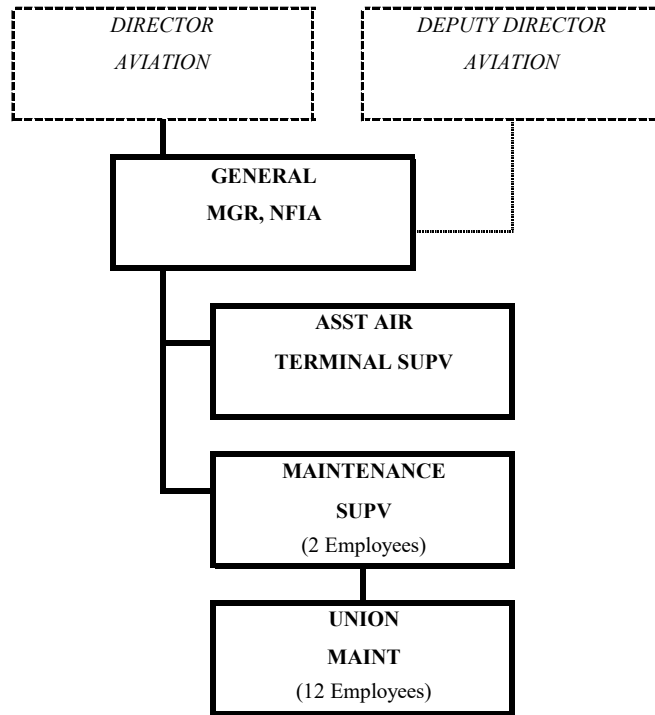 DIRECTOR
AVIATION
DEPUTY DIRECTOR
AVIATION
GENERAL
MGR, NFIA
ASST AIR
TERMINAL SUPV
MAINTENANCE
SUPV
(2 Employees)
UNION
MAINT
(12 Employees)